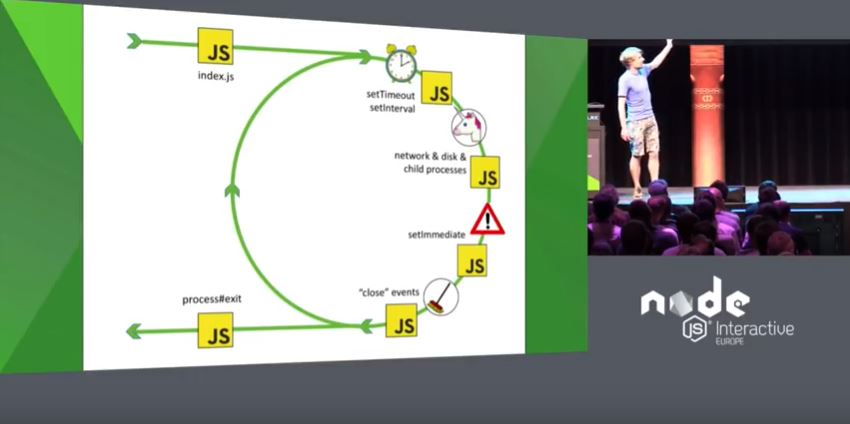 JS
index.js
setTimeout
setInterval
JS
network & disk &
child processes
JS
setImmediate
JS
"close" events
JS
process#exit
JS
node
JS Interactive
EUROPE